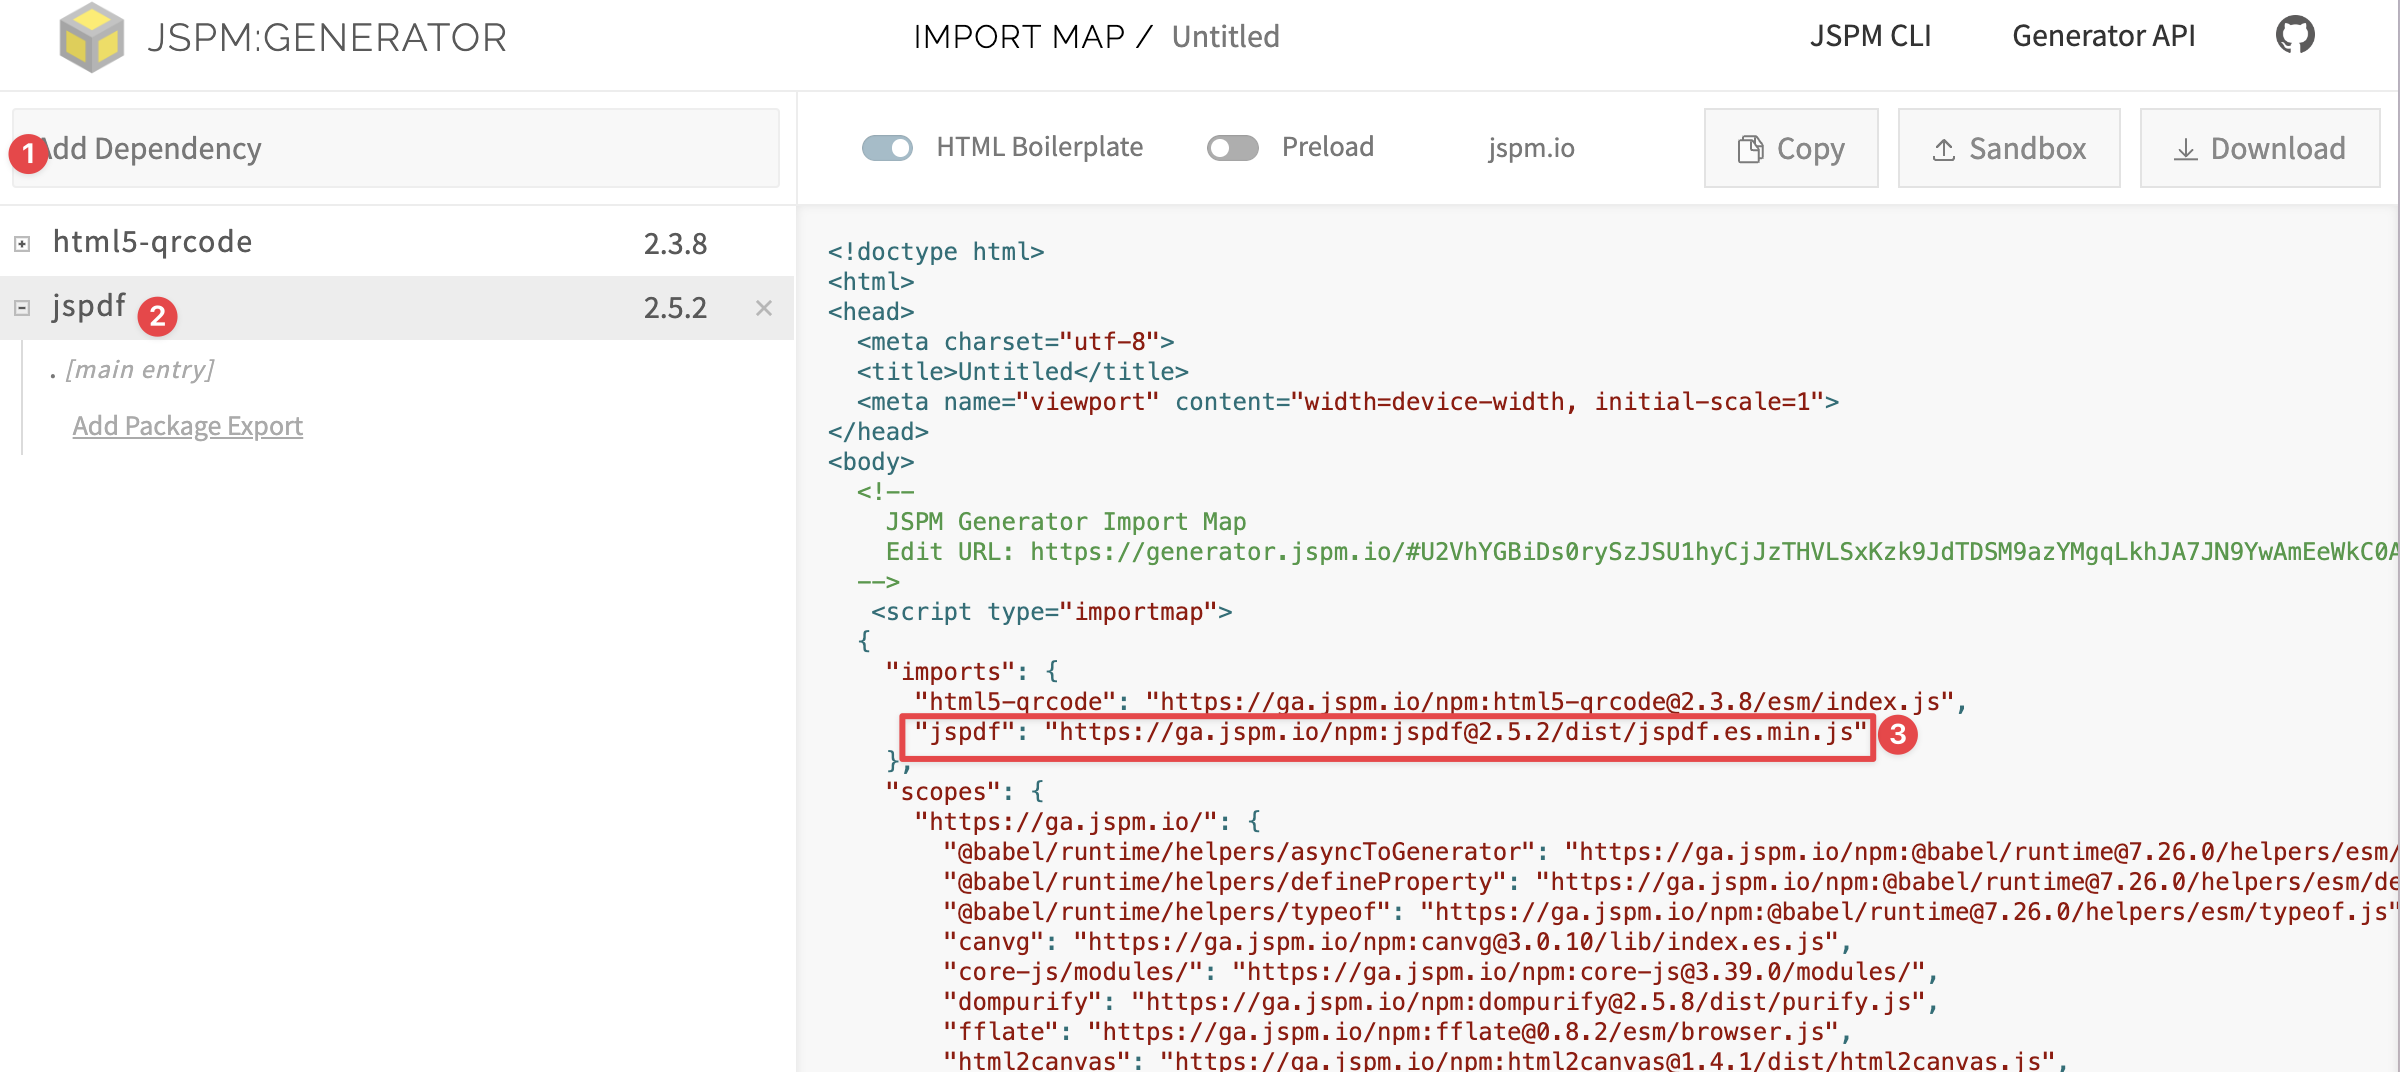 JSPM:GENERATOR
IMPORT MAP / Untitled
JSPM CLI
Generator API
1
dd Dependency
HTML Boilerplate
Preload
jspm.io
Copy
Sandbox
Download
html5-qrcode 2.3.8
jspdf 2 2.5.2 ×
. [main entry]
Add Package Export
<!doctype html>
<html>
<head>
<meta charset="utf-8">
<title>Untitled</title>
<meta name="viewport" content="width=device-width, initial-scale=1">
</head>
<body>
<!--
JSPM Generator Import Map
Edit URL: https://generator.jspm.io/#U2VhYGBiDs0rySzJSU1hyCjJzTHVLSxKzk9JdTDSM9azYMgqLkhJA7JN9YwAmEeWkC0A
-->
<script type="importmap">
{
"imports": {
"html5-qrcode": "https://ga.jspm.io/npm:html5-qrcode@2.3.8/esm/index.js",
"jspdf": "https://ga.jspm.io/npm:jspdf@2.5.2/dist/jspdf.es.min.js" 3
},
"scopes": {
"https://ga.jspm.io/": {
"@babel/runtime/helpers/asyncToGenerator": "https://ga.jspm.io/npm:@babel/runtime@7.26.0/helpers/esm/
"@babel/runtime/helpers/defineProperty": "https://ga.jspm.io/npm:@babel/runtime@7.26.0/helpers/esm/de
"@babel/runtime/helpers/typeof": "https://ga.jspm.io/npm:@babel/runtime@7.26.0/helpers/esm/typeof.js"
"canvg": "https://ga.jspm.io/npm:canvg@3.0.10/lib/index.es.js",
"core-js/modules/": "https://ga.jspm.io/npm:core-js@3.39.0/modules/",
"dompurify": "https://ga.jspm.io/npm:dompurify@2.5.8/dist/purify.js",
"fflate": "https://ga.jspm.io/npm:fflate@0.8.2/esm/browser.js",
"html2canvas": "https://ga.jspm.io/npm:html2canvas@1.4.1/dist/html2canvas.js",